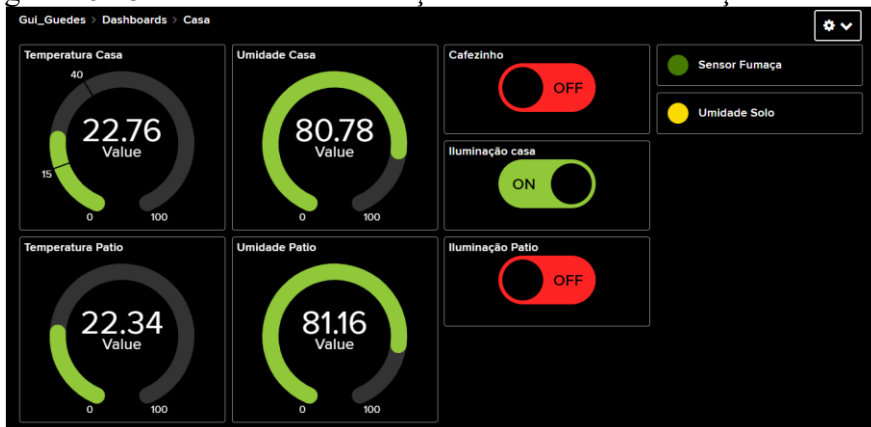 Gui_Guedes > Dashboards > Casa
Temperatura Casa
40
22.76
Value
15
0
100
Umidade Casa
80.78
Value
0
100
Cafezinho
OFF
Sensor Fumaça
Umidade Solo
Iluminação casa
ON
Temperatura Patio
22.34
Value
0
100
Umidade Patio
81.16
Value
0
100
Iluminação Patio
OFF